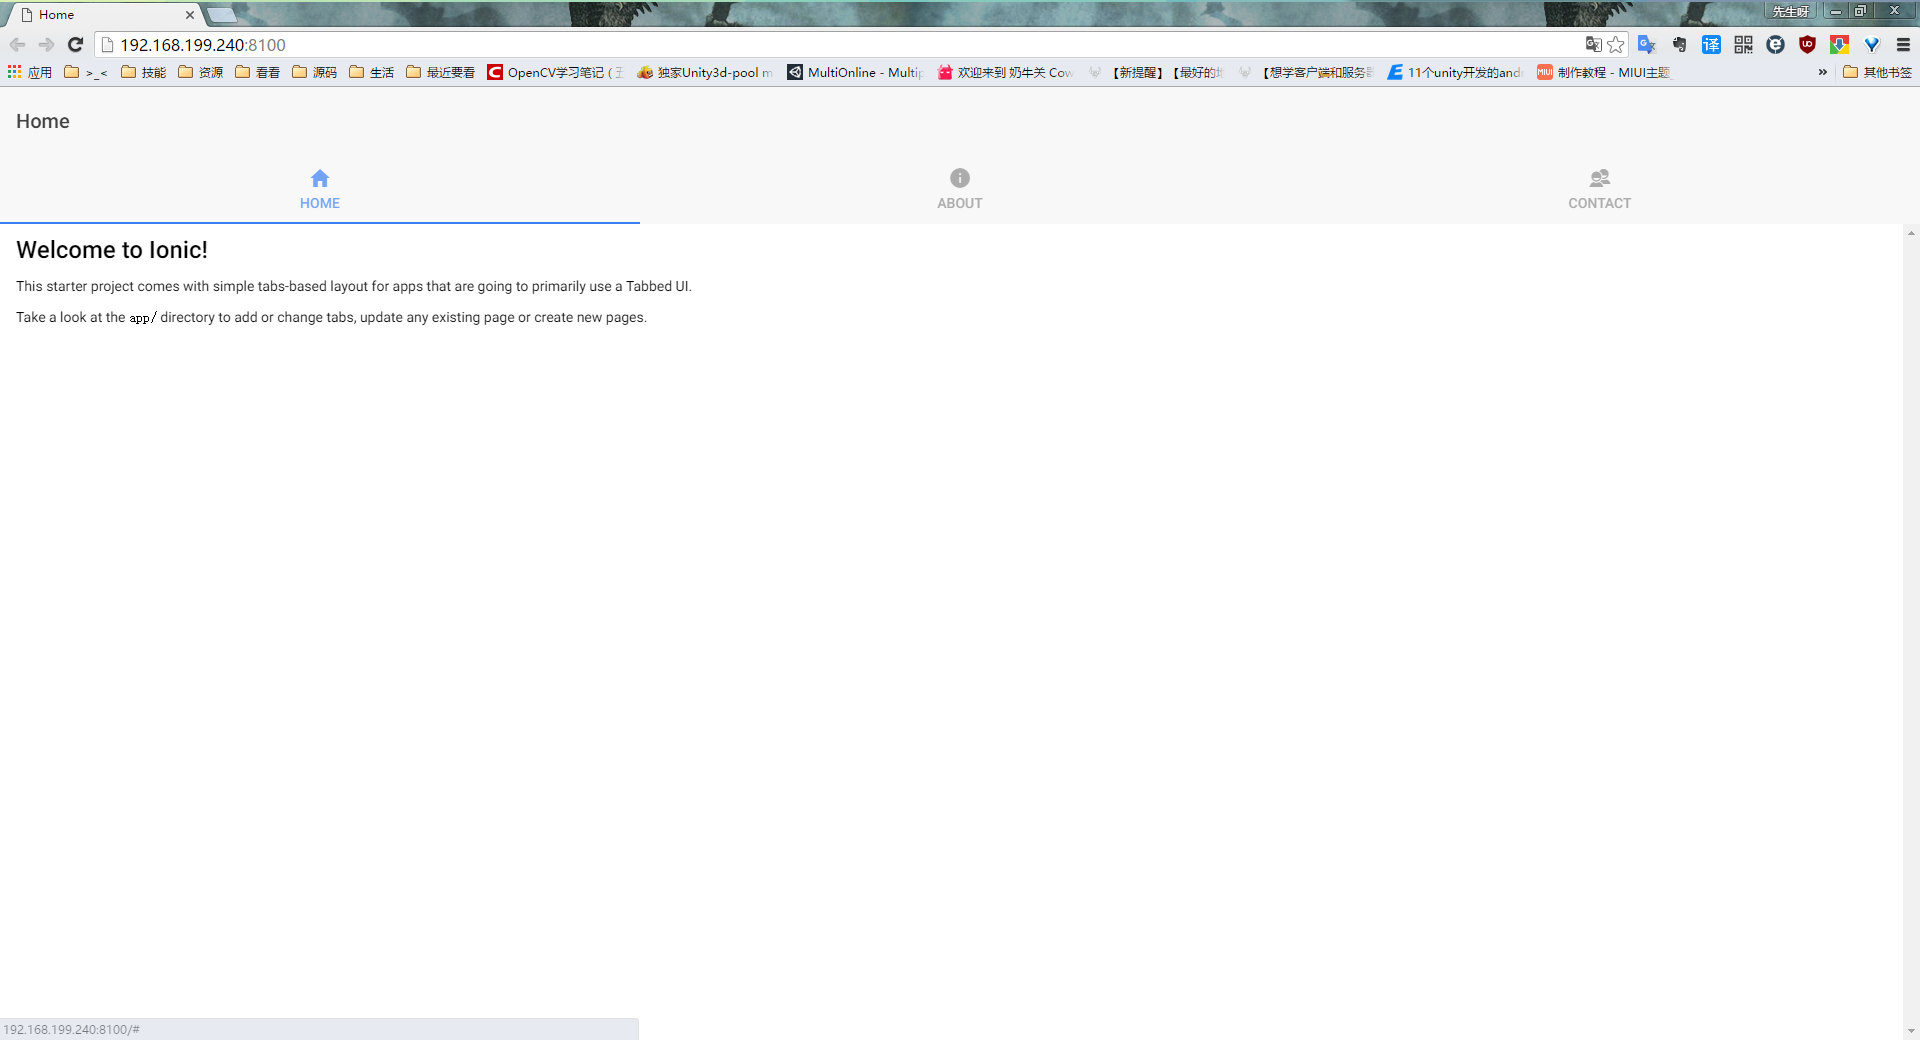 Home
先生呀
192.168.199.240:8100
应用 >_< 技能 资源 看看 源码 生活 最近要看 OpenCV学习笔记 独家Unity3d-pool MultiOnline - Multip 欢迎来到 奶牛关 Cow 【新提醒】【最好的 【想学客户端和服务 11个unity开发的and MIUI 制作教程 - MIUI主题 » 其他书签
Home
HOME ABOUT CONTACT
Welcome to Ionic!
This starter project comes with simple tabs-based layout for apps that are going to primarily use a Tabbed UI.
Take a look at the app/ directory to add or change tabs, update any existing page or create new pages.
192.168.199.240:8100/#